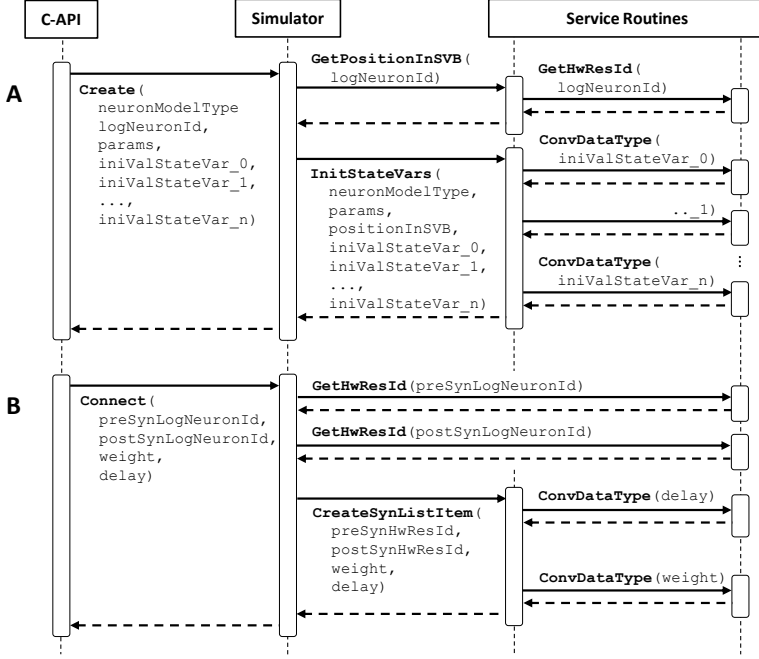 C-API
Simulator
Service Routines
A
Create(
neuronModelType
logNeuronId,
params,
iniValStateVar_0,
iniValStateVar_1,
...,
iniValStateVar_n)
GetPositionInSVB(
logNeuronId)
GetHwResId(
logNeuronId)
InitStateVars(
neuronModelType,
params,
positionInSVB,
iniValStateVar_0,
iniValStateVar_1,
...,
iniValStateVar_n)
ConvDataType(
iniValStateVar_0)
.._1)
...
ConvDataType(
iniValStateVar_n)
B
Connect(
preSynLogNeuronId,
postSynLogNeuronId,
weight,
delay)
GetHwResId(preSynLogNeuronId)
GetHwResId(postSynLogNeuronId)
CreateSynListItem(
preSynHwResId,
postSynHwResId,
weight,
delay)
ConvDataType(delay)
ConvDataType(weight)